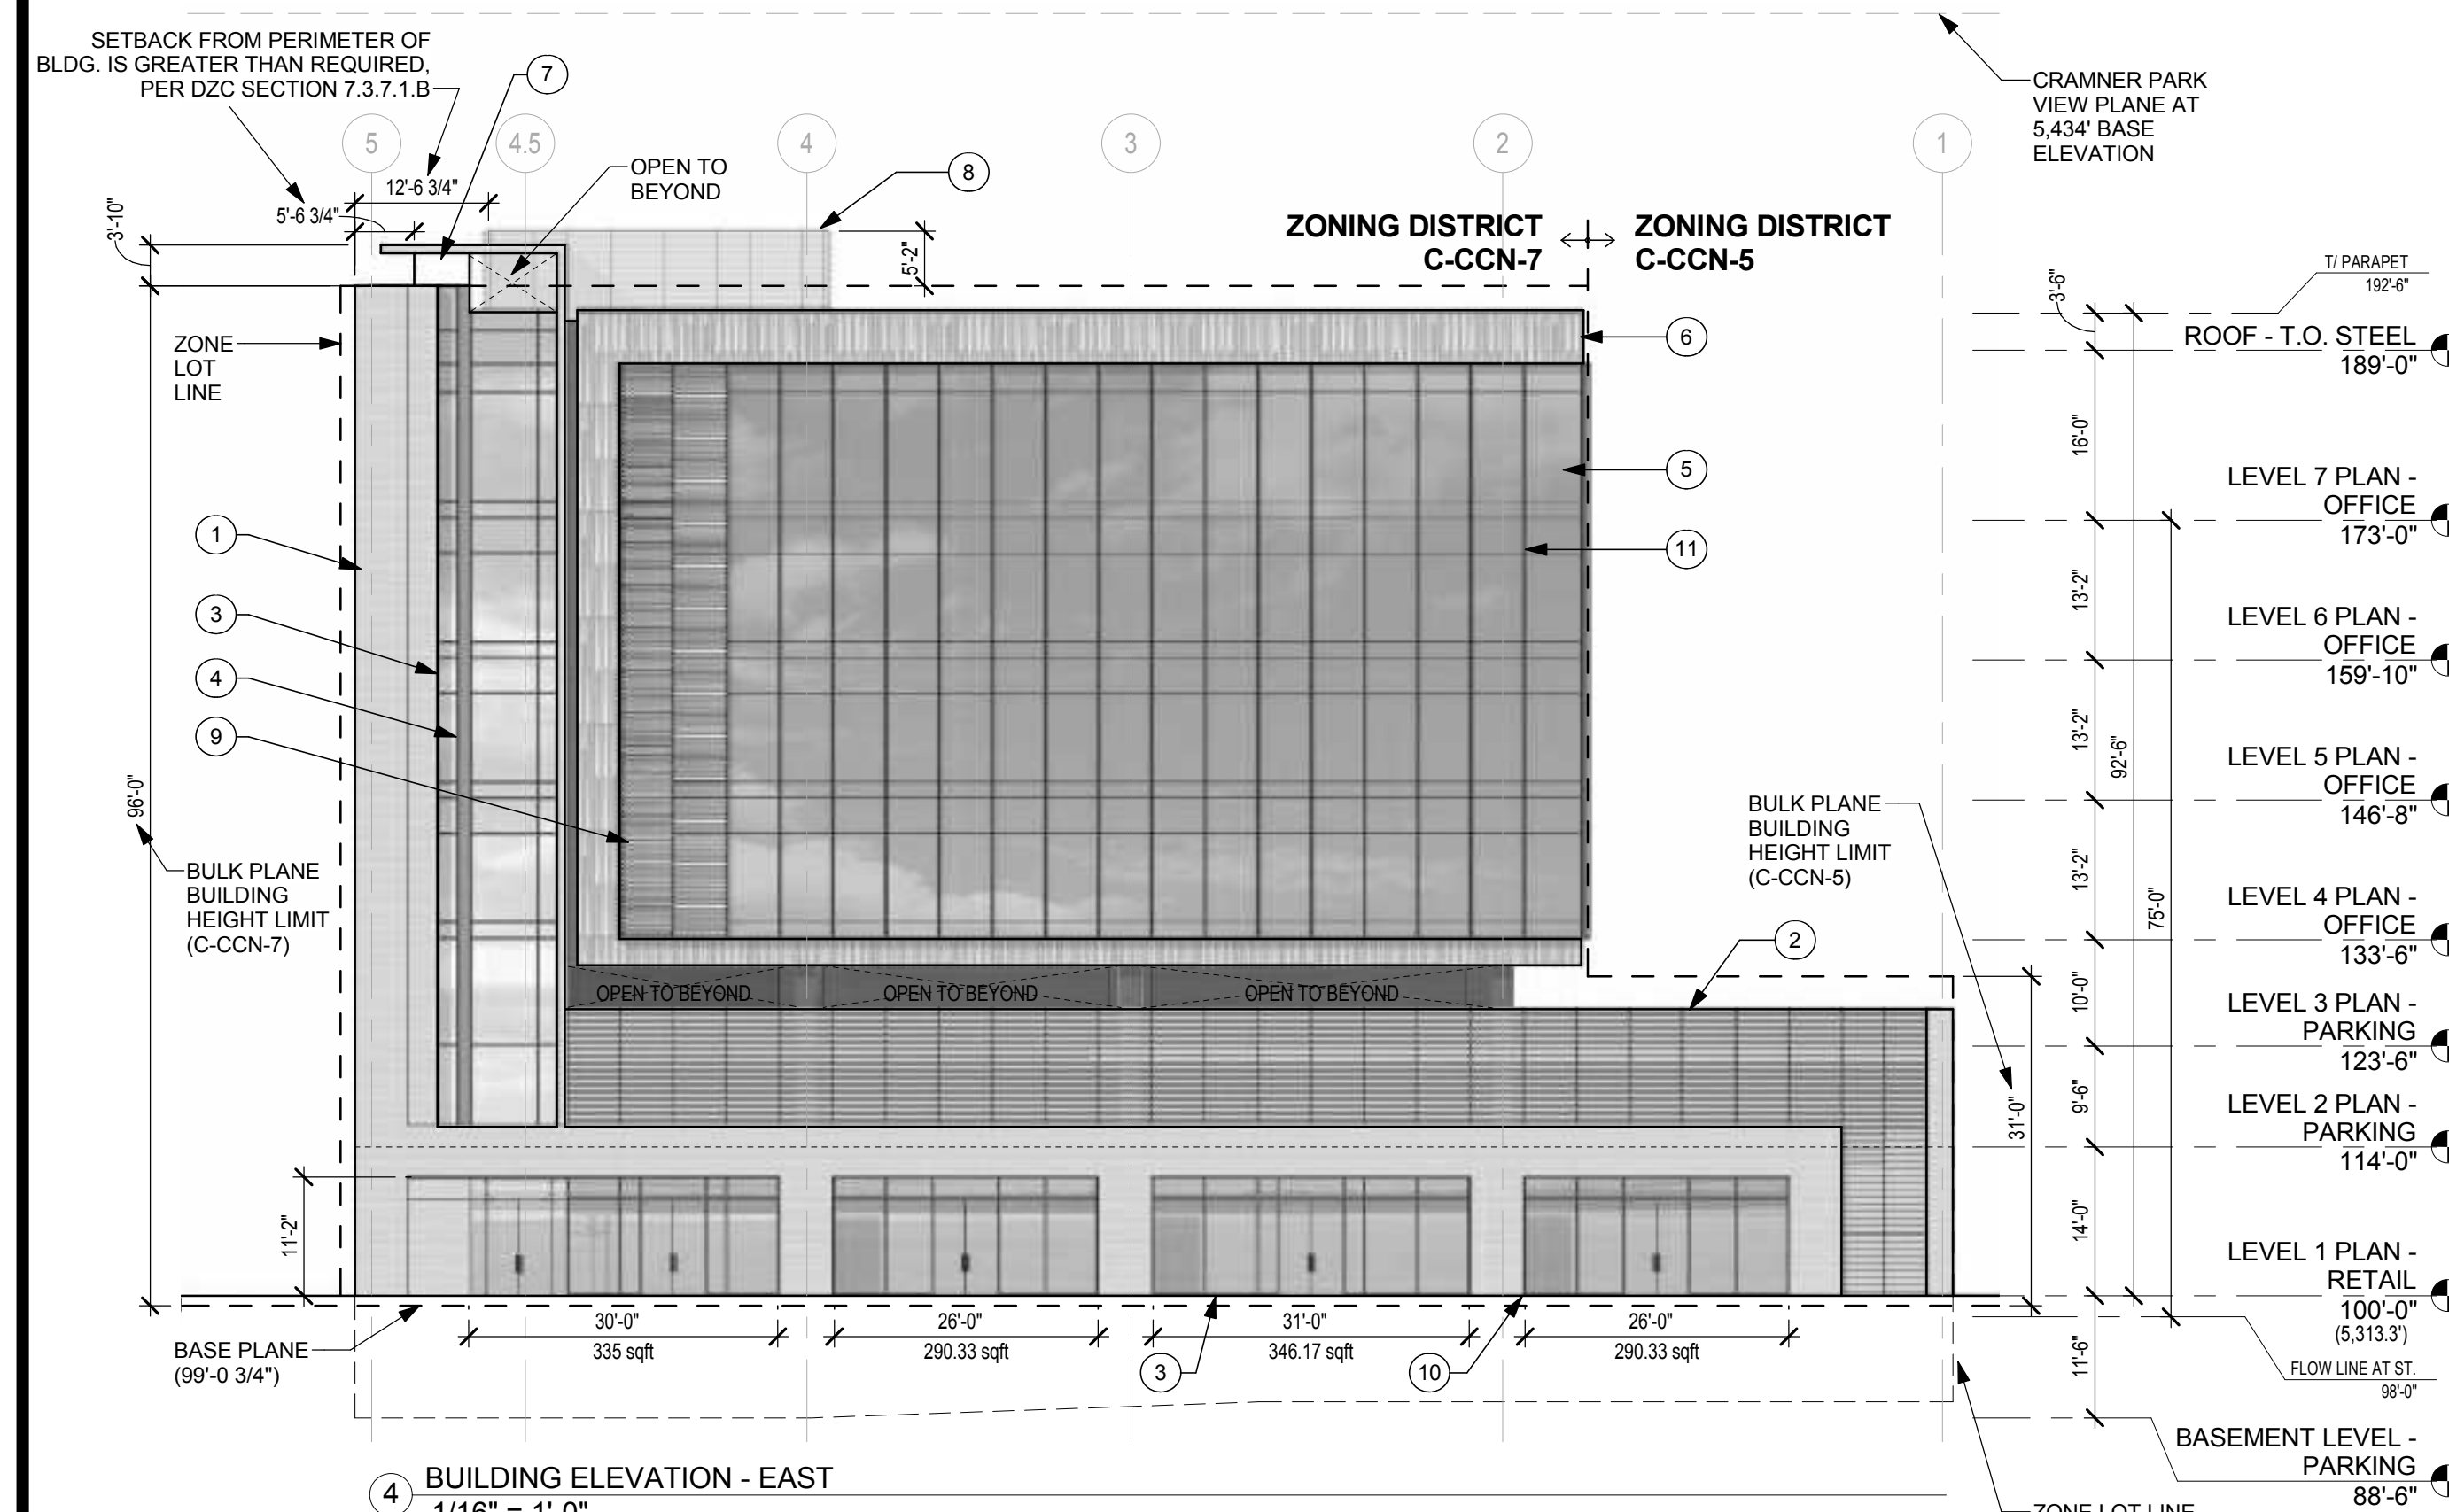 SETBACK FROM PERIMETER OF
BLDG. IS GREATER THAN REQUIRED,
PER DZC SECTION 7.3.7.1.B
7
CRAMNER PARK
VIEW PLANE AT
5,434' BASE
ELEVATION
5
4.5
4
3
2
1
OPEN TO
BEYOND
8
12'-6 3/4"
5'-6 3/4"
3'-10"
5'-2"
ZONING DISTRICT
C-CCN-7
ZONING DISTRICT
C-CCN-5
T/ PARAPET
192'-6"
3'-6"
ZONE
LOT
LINE
6
ROOF - T.O. STEEL
189'-0"
16'-0"
5
LEVEL 7 PLAN -
OFFICE
173'-0"
1
11
13'-2"
3
LEVEL 6 PLAN -
OFFICE
159'-10"
4
9
13'-2"
92'-6"
LEVEL 5 PLAN -
OFFICE
146'-8"
96'-0"
BULK PLANE
BUILDING
HEIGHT LIMIT
(C-CCN-5)
13'-2"
BULK PLANE
BUILDING
HEIGHT LIMIT
(C-CCN-7)
75'-0"
LEVEL 4 PLAN -
OFFICE
133'-6"
2
OPEN TO BEYOND
OPEN TO BEYOND
OPEN TO BEYOND
10'-0"
LEVEL 3 PLAN -
PARKING
123'-6"
31'-0"
9'-6"
LEVEL 2 PLAN -
PARKING
114'-0"
11'-2"
14'-0"
LEVEL 1 PLAN -
RETAIL
100'-0"
(5,313.3')
BASE PLANE
(99'-0 3/4")
30'-0"
335 sqft
26'-0"
290.33 sqft
31'-0"
346.17 sqft
26'-0"
290.33 sqft
3
10
11'-6"
FLOW LINE AT ST.
98'-0"
BASEMENT LEVEL -
PARKING
88'-6"
4
BUILDING ELEVATION - EAST
1/16" = 1'-0"
ZONE LOT LINE